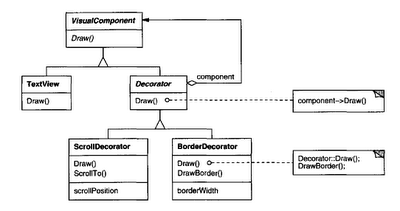 VisualComponent
Draw()
TextView
Draw()
Decorator
Draw()
component
component->Draw()
ScrollDecorator
Draw()
ScrollTo()
scrollPosition
BorderDecorator
Draw()
DrawBorder()
borderWidth
Decorator::Draw();
DrawBorder();